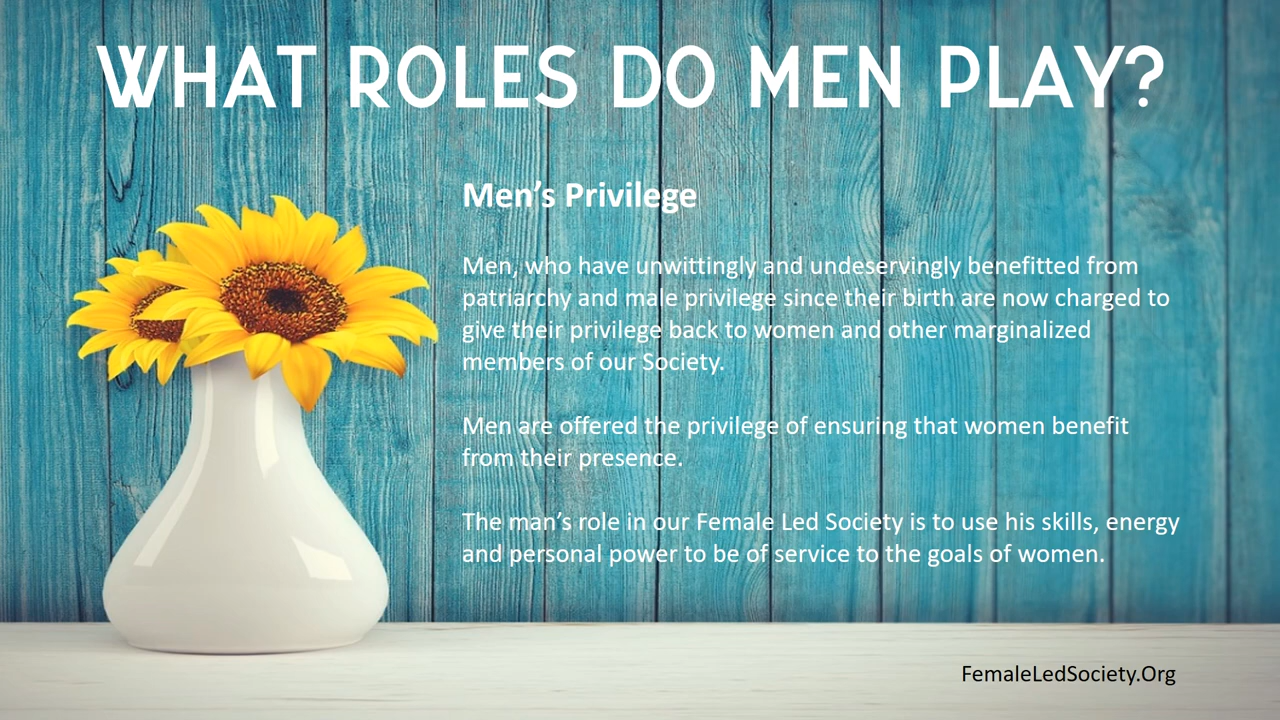 WHAT ROLES DO MEN PLAY?
Men's Privilege
Men, who have unwittingly and undeservingly benefitted from
patriarchy and male privilege since their birth are now charged to
give their privilege back to women and other marginalized
members of our Society.
Men are offered the privilege of ensuring that women benefit
from their presence.
The man's role in our Female Led Society is to use his skills, energy
and personal power to be of service to the goals of women.
FemaleLedSociety.Org